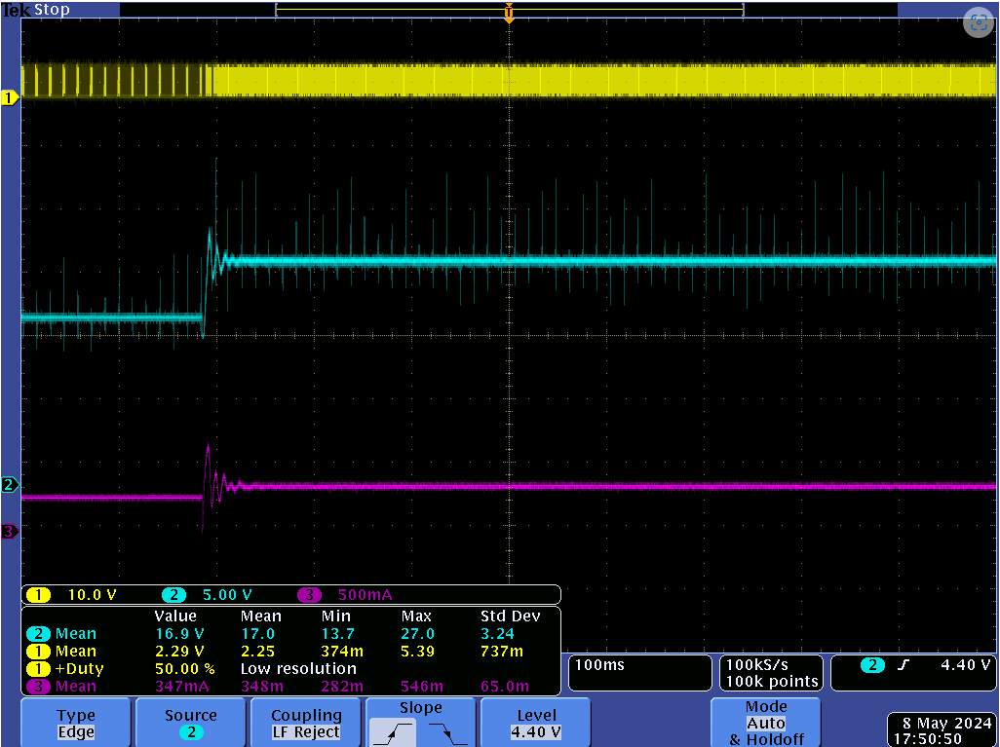 Tek Stop
T
1
2
3
1 10.0 V 2 5.00 V 3 500mA
Value Mean Min Max Std Dev
2 Mean 16.9 V 17.0 13.7 27.0 3.24
1 Mean 2.29 V 2.25 374m 5.39 737m
1 +Duty 50.00 % Low resolution
3 Mean 347mA 348m 282m 546m 65.0m
100ms
100kS/s
100k points
2 4.40 V
Type
Edge
Source
2
Coupling
LF Reject
Slope
Level
4.40 V
Mode
Auto
& Holdoff
8 May 2024
17:50:50